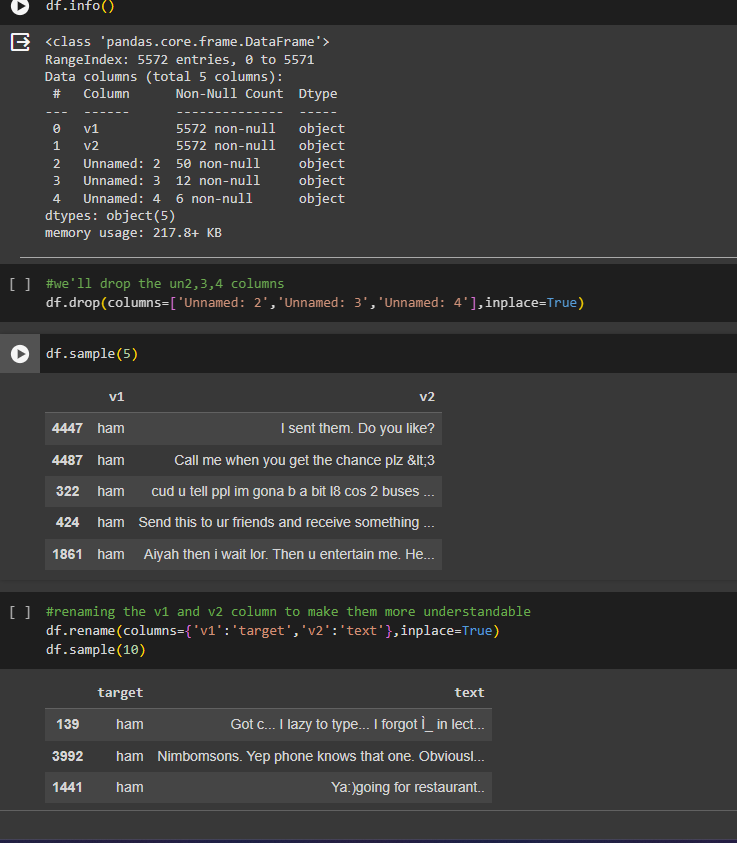 df.info()
<class 'pandas.core.frame.DataFrame'>
RangeIndex: 5572 entries, 0 to 5571
Data columns (total 5 columns):
 #   Column      Non-Null Count  Dtype
---  ------      --------------  -----
 0   v1          5572 non-null   object
 1   v2          5572 non-null   object
 2   Unnamed: 2  50 non-null     object
 3   Unnamed: 3  12 non-null     object
 4   Unnamed: 4  6 non-null      object
dtypes: object(5)
memory usage: 217.8+ KB
[ ] #we'll drop the un2,3,4 columns
df.drop(columns=['Unnamed: 2','Unnamed: 3','Unnamed: 4'],inplace=True)
df.sample(5)
v1 v2
4447 ham I sent them. Do you like?
4487 ham Call me when you get the chance plz &lt;3
322 ham cud u tell ppl im gona b a bit l8 cos 2 buses ...
424 ham Send this to ur friends and receive something ...
1861 ham Aiyah then i wait lor. Then u entertain me. He...
[ ] #renaming the v1 and v2 column to make them more understandable
df.rename(columns={'v1':'target','v2':'text'},inplace=True)
df.sample(10)
target text
139 ham Got c... I lazy to type... I forgot Ì_ in lect...
3992 ham Nimbomsons. Yep phone knows that one. Obviousl...
1441 ham Ya:)going for restaurant..